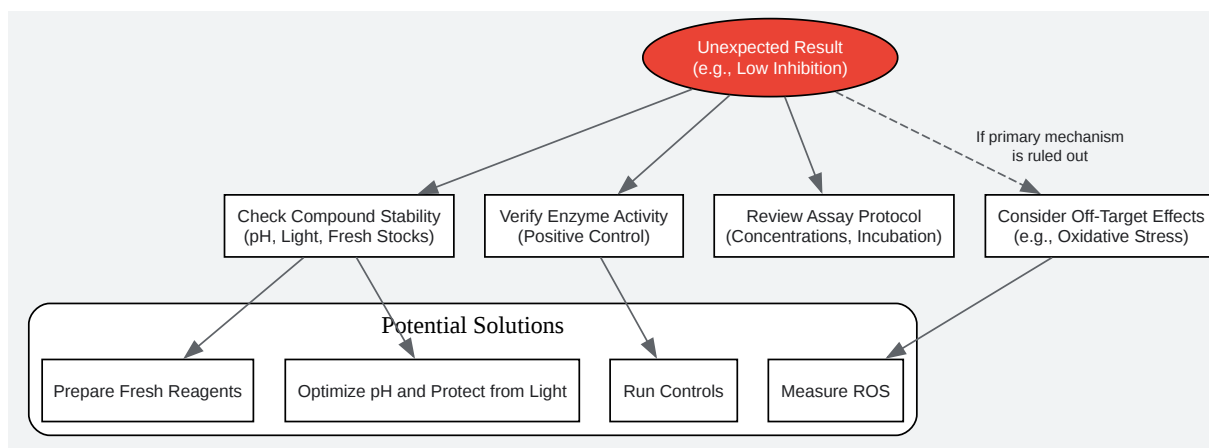 Unexpected Result
(e.g., Low Inhibition)
If primary mechanism
is ruled out
Check Compound Stability
(pH, Light, Fresh Stocks)
Verify Enzyme Activity
(Positive Control)
Review Assay Protocol
(Concentrations, Incubation)
Consider Off-Target Effects
(e.g., Oxidative Stress)
Potential Solutions
Prepare Fresh Reagents
Optimize pH and Protect from Light
Run Controls
Measure ROS